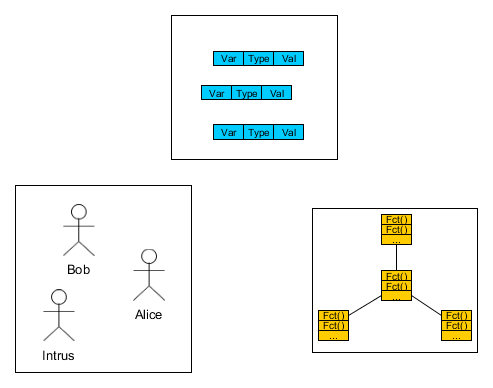 Var Type Val
Var Type Val
Var Type Val
Bob
Alice
Intrus
Fct()
Fct()
...
Fct()
Fct()
...
Fct()
Fct()
...
Fct()
Fct()
...